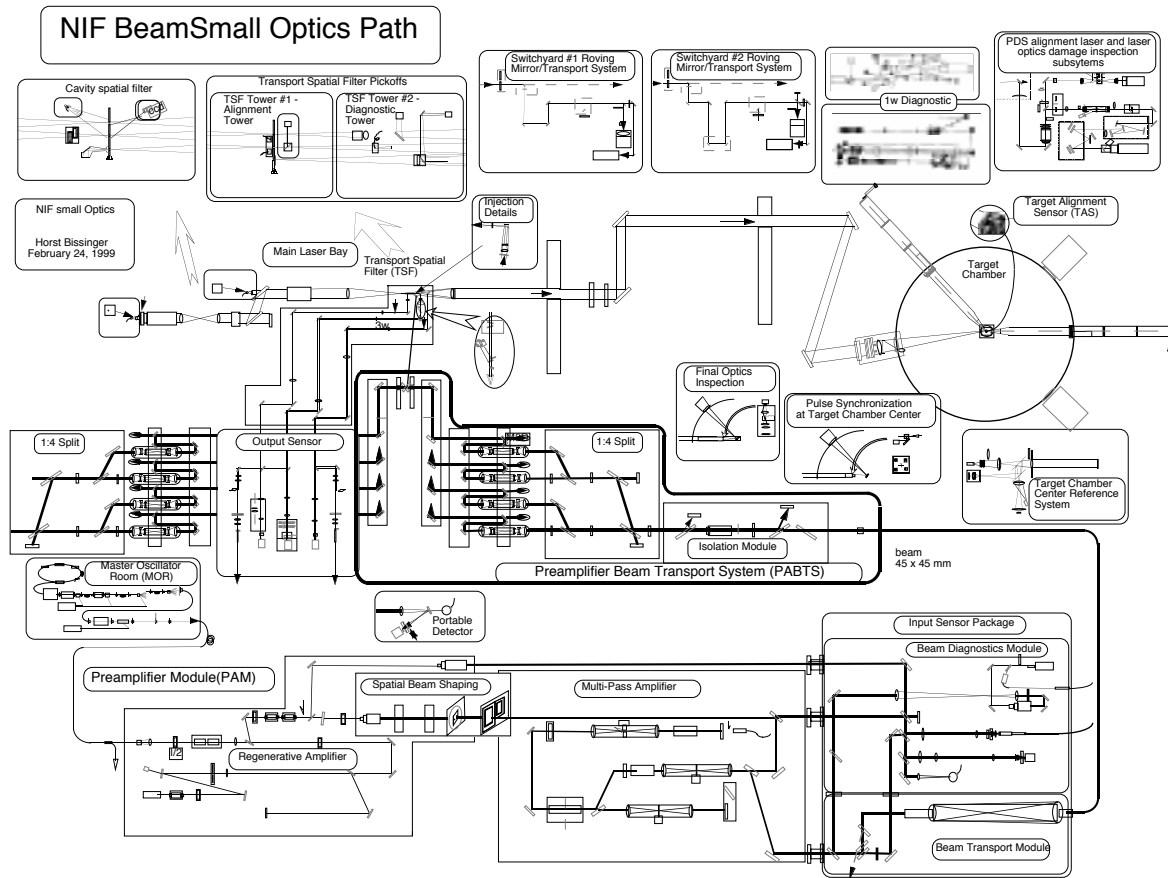 NIF BeamSmall Optics Path
Cavity spatial filter
Transport Spatial Filter Pickoffs
TSF Tower #1 -
Alignment
Tower
TSF Tower #2 -
Diagnostic
Tower
Switchyard #1 Roving
Mirror/Transport System
Switchyard #2 Roving
Mirror/Transport System
1w Diagnostic
PDS alignment laser and laser
optics damage inspection
subsytems
NIF small Optics
Horst Bissinger
February 24, 1999
Main Laser Bay
Transport Spatial
Filter (TSF)
Injection
Details
Target Alignment
Sensor (TAS)
Target
Chamber
3w
Final Optics
Inspection
Pulse Synchronization
at Target Chamber Center
1:4 Split
Output Sensor
1:4 Split
Target Chamber
Center Reference
System
Isolation Module
Preamplifier Beam Transport System (PABTS)
beam
45 x 45 mm
Master Oscillator
Room (MOR)
Portable
Detector
Input Sensor Package
Beam Diagnostics Module
Preamplifier Module(PAM)
Spatial Beam Shaping
Multi-Pass Amplifier
l/2
Regenerative Amplifier
Beam Transport Module